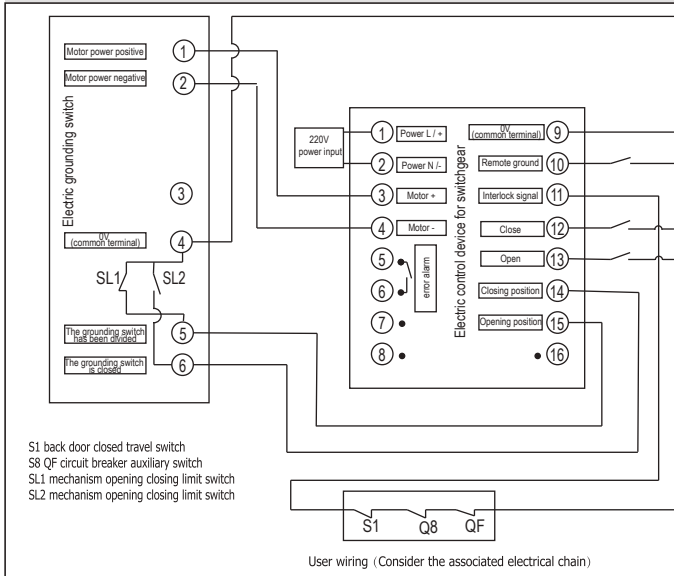 Electric grounding switch
Motor power positive
1
Motor power negative
2
3
0V
(common terminal)
4
SL1
SL2
The grounding switch
has been divided
5
The grounding switch
is closed
6
220V
power input
Electric control device for switchgear
1
Power L / +
2
Power N /-
3
Motor +
4
Motor -
5
6
error alarm
7
8
0V
(common terminal)
9
Remote ground
10
Interlock signal
11
Close
12
Open
13
Closing position
14
Opening position
15
16
S1 back door closed travel switch
S8 QF circuit breaker auxiliary switch
SL1 mechanism opening closing limit switch
SL2 mechanism opening closing limit switch
S1
Q8
QF
User wiring (Consider the associated electrical chain)